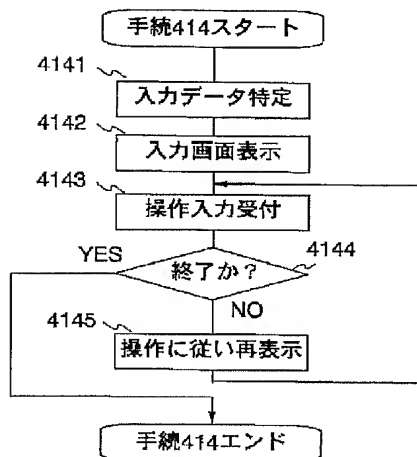 手続414スタート
4141
入力データ特定
4142
入力画面表示
4143
操作入力受付
YES
終了か？
4144
NO
4145
操作に従い再表示
手続414エンド